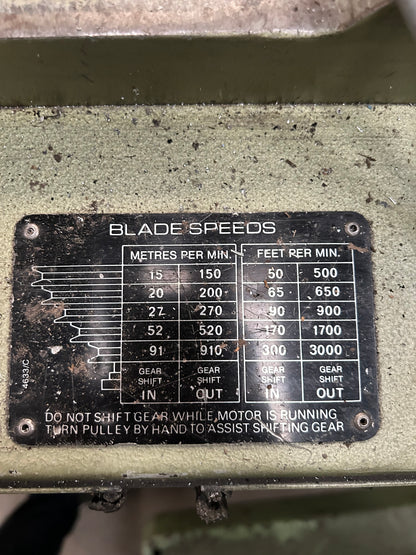 BLADE SPEEDS
METRES PER MIN. FEET PER MIN.
15 150 50 500
20 200 65 650
27 270 90 900
52 520 170 1700
91 910 300 3000
GEAR GEAR GEAR GEAR
SHIFT SHIFT SHIFT SHIFT
IN OUT IN OUT
4633/C
DO NOT SHIFT GEAR WHILE MOTOR IS RUNNING
TURN PULLEY BY HAND TO ASSIST SHIFTING GEAR